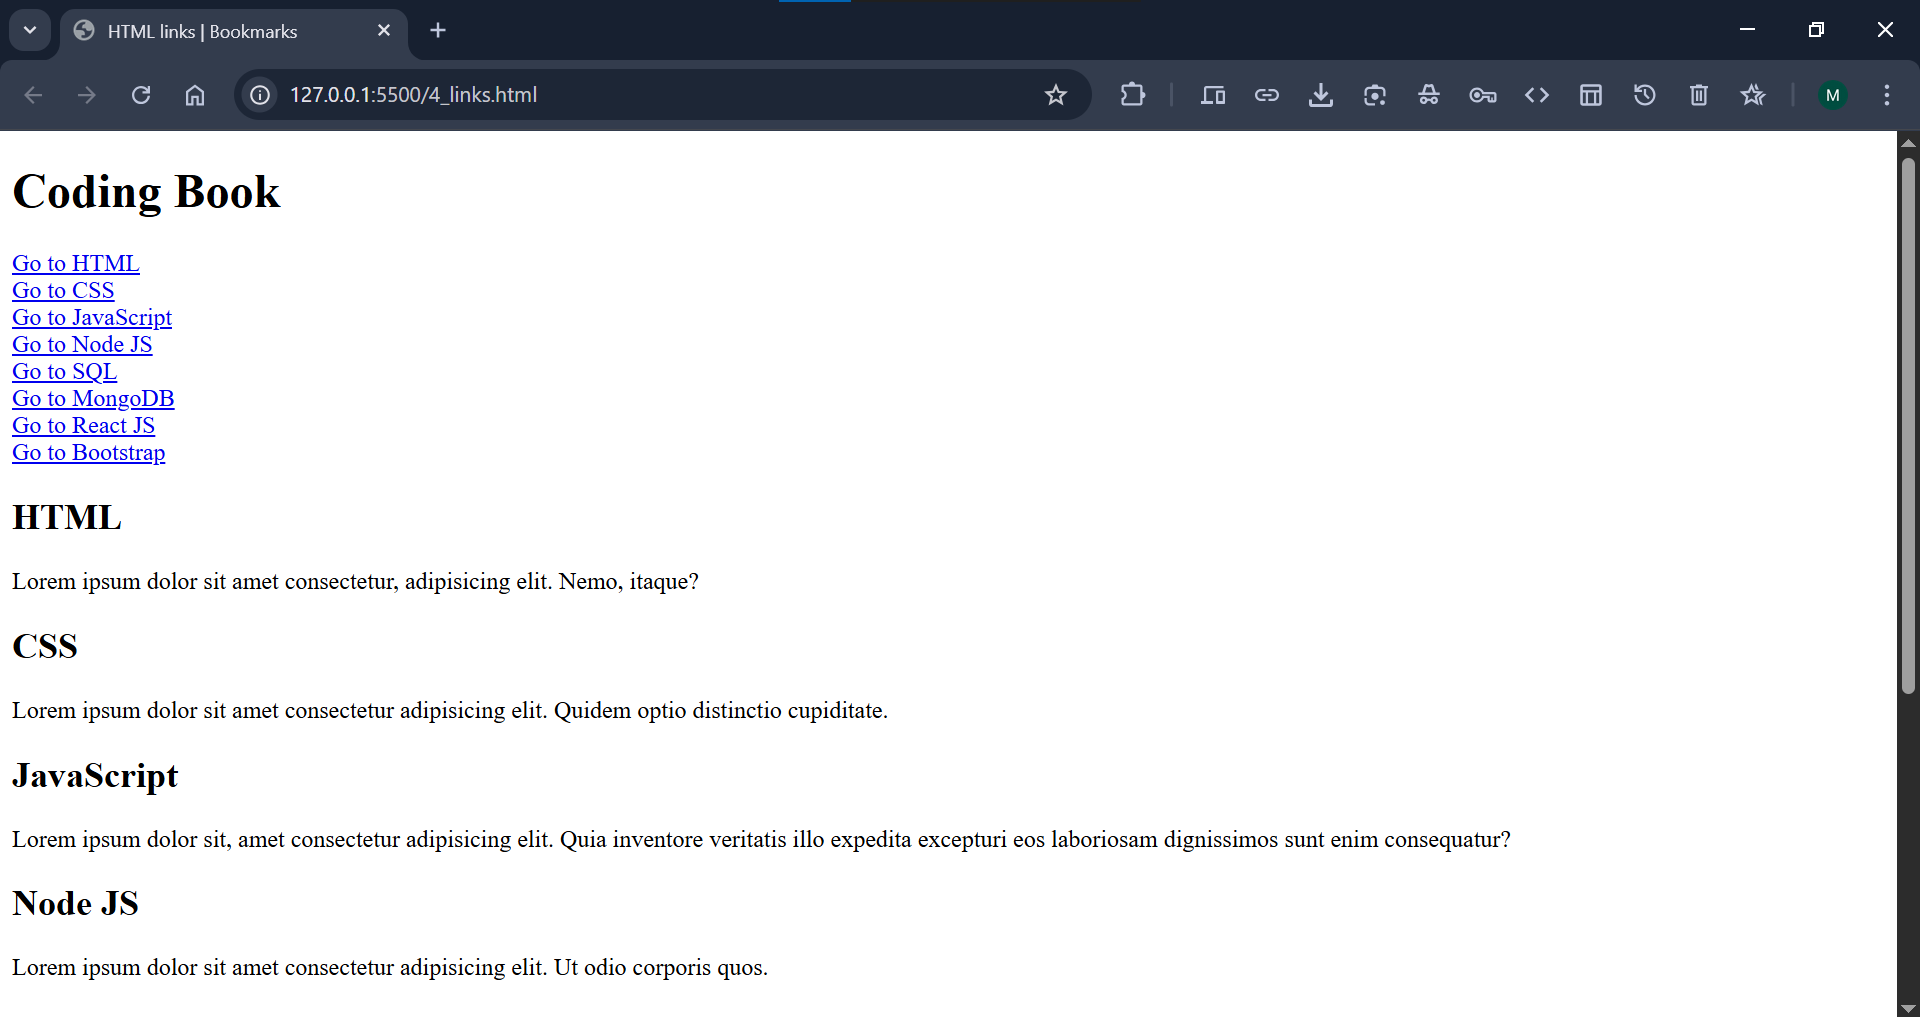 HTML links | Bookmarks
127.0.0.1:5500/4_links.html
M
Coding Book
Go to HTML
Go to CSS
Go to JavaScript
Go to Node JS
Go to SQL
Go to MongoDB
Go to React JS
Go to Bootstrap
HTML
Lorem ipsum dolor sit amet consectetur, adipisicing elit. Nemo, itaque?
CSS
Lorem ipsum dolor sit amet consectetur adipisicing elit. Quidem optio distinctio cupiditate.
JavaScript
Lorem ipsum dolor sit, amet consectetur adipisicing elit. Quia inventore veritatis illo expedita excepturi eos laboriosam dignissimos sunt enim consequatur?
Node JS
Lorem ipsum dolor sit amet consectetur adipisicing elit. Ut odio corporis quos.